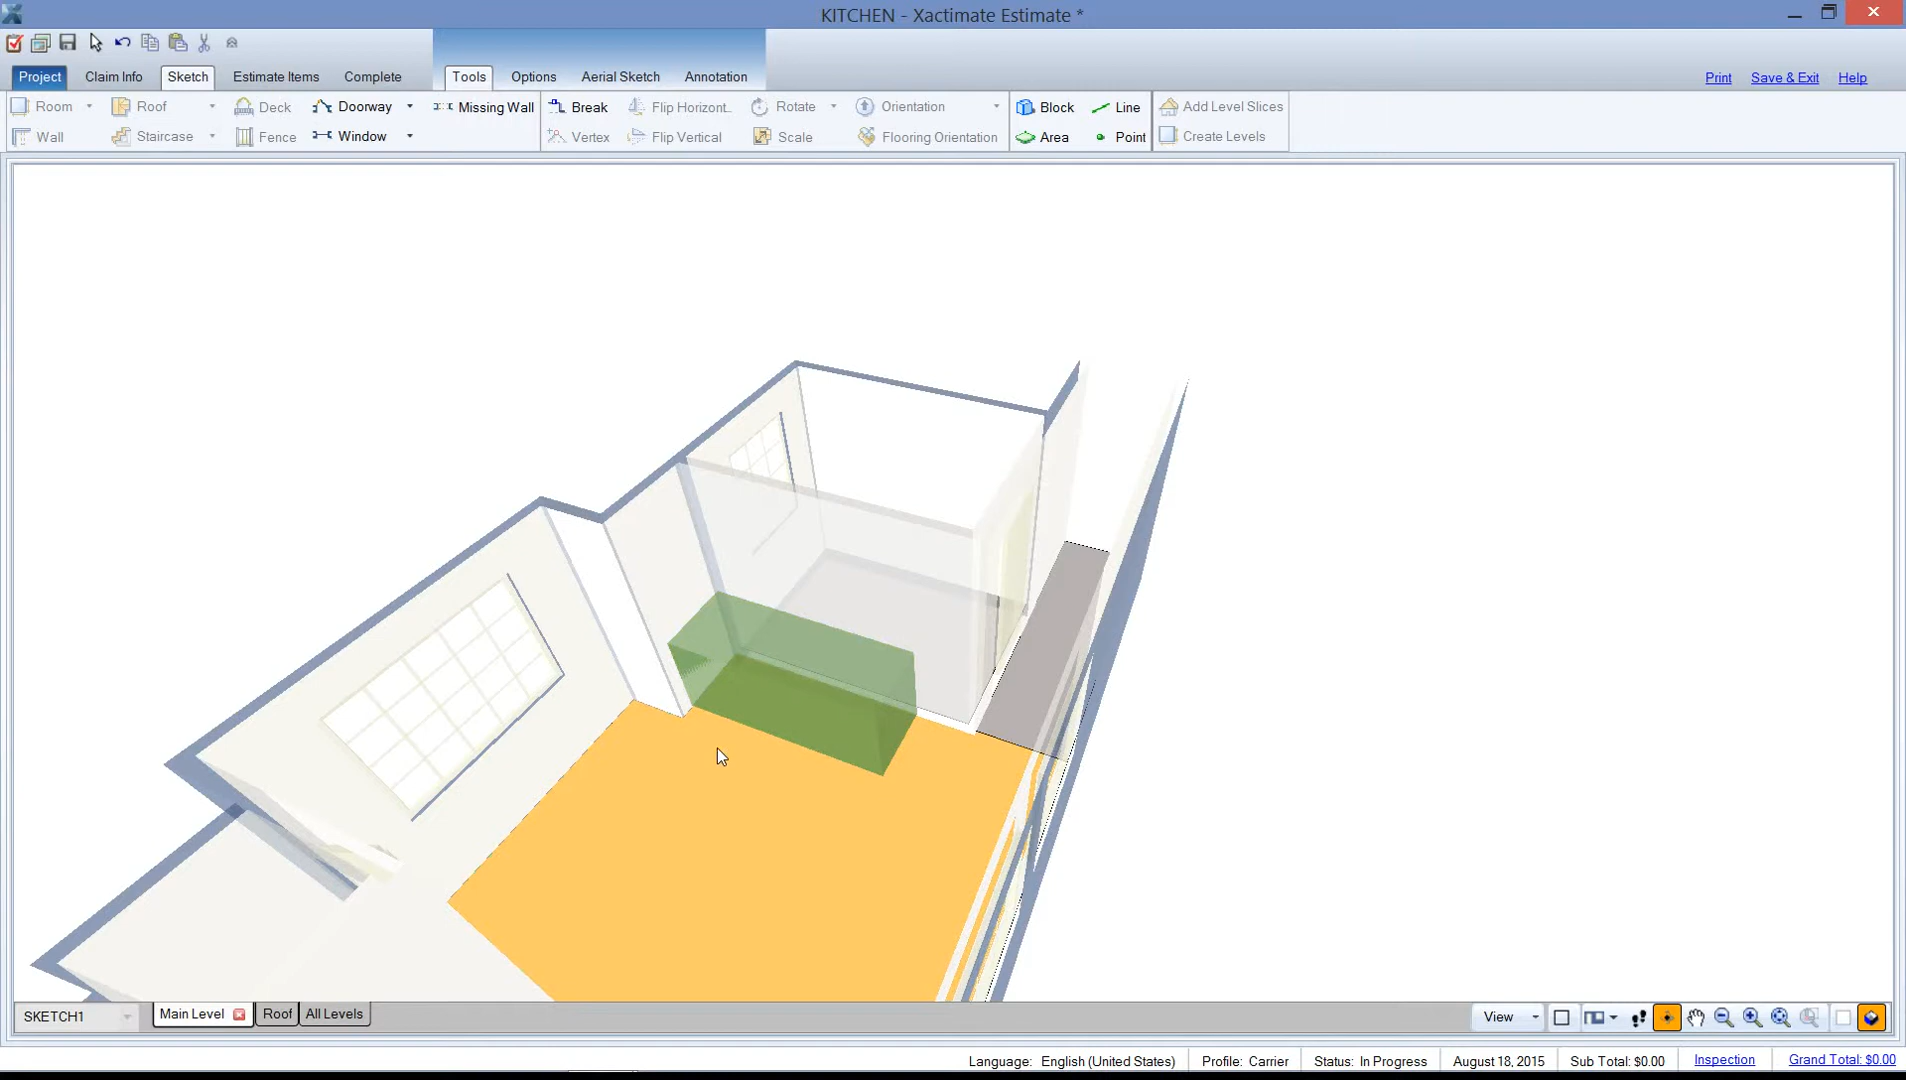 KITCHEN - Xactimate Estimate *
Project Claim Info Sketch Estimate Items Complete Tools Options Aerial Sketch Annotation Print Save & Exit Help
Room Roof Deck Doorway Missing Wall Break Flip Horizont.. Rotate Orientation Block Line Add Level Slices
Wall Staircase Fence Window Vertex Flip Vertical Scale Flooring Orientation Area Point Create Levels
SKETCH1 Main Level Roof All Levels View
Language: English (United States) Profile: Carrier Status: In Progress August 18, 2015 Sub Total: $0.00 Inspection Grand Total: $0.00